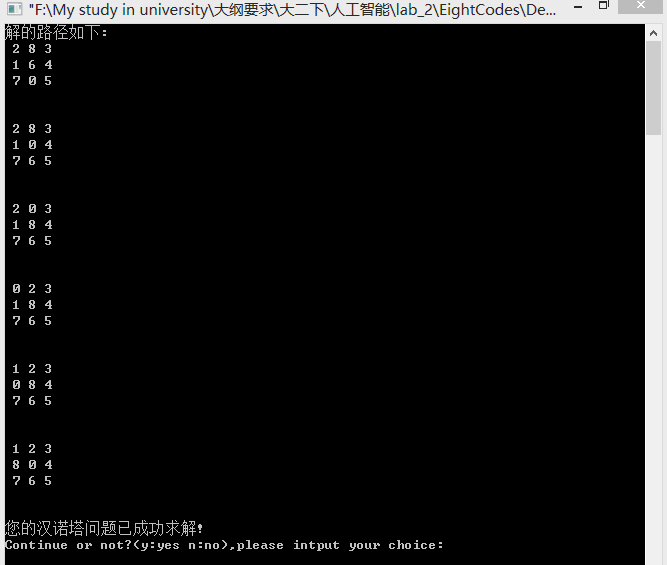 "F:\My study in university\大纲要求\大二下\人工智能\lab_2\EightCodes\De...
解的路径如下：
2 8 3
1 6 4
7 0 5
2 8 3
1 0 4
7 6 5
2 0 3
1 8 4
7 6 5
0 2 3
1 8 4
7 6 5
1 2 3
0 8 4
7 6 5
1 2 3
8 0 4
7 6 5
您的汉诺塔问题已成功求解！
Continue or not?(y:yes n:no),please intput your choice: